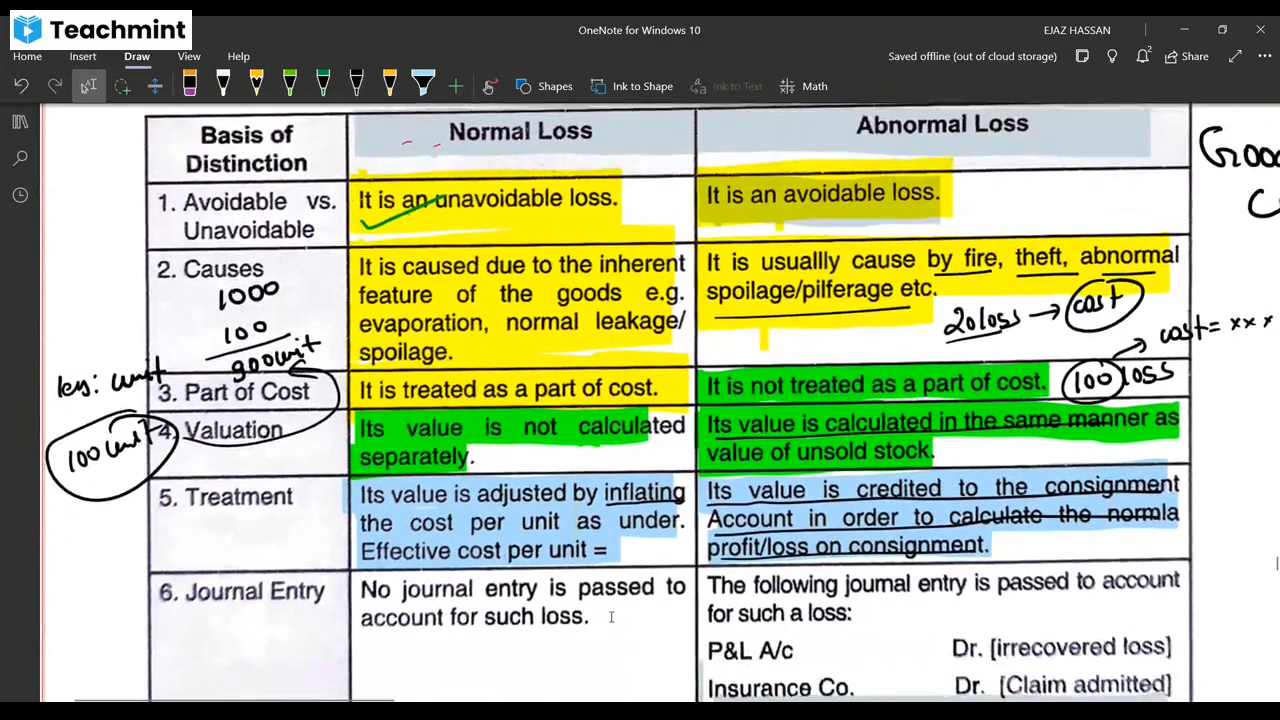 Teachmint
OneNote for Windows 10
EJAZ HASSAN
Home Insert Draw View Help
Saved offline (out of cloud storage)
Share
Shapes
Ink to Shape
Ink to Text
Math
Basis of
Distinction
Normal Loss
Abnormal Loss
1. Avoidable vs.
Unavoidable
It is an unavoidable loss.
It is an avoidable loss.
2. Causes
1000
100
900 unit
It is caused due to the inherent
feature of the goods e.g.
evaporation, normal leakage/
spoilage.
It is usuallly cause by fire, theft, abnormal
spoilage/pilferage etc.
20 loss → cost
cost = xxx
3. Part of Cost
It is treated as a part of cost.
It is not treated as a part of cost.
100 loss
100 unit
4. Valuation
Its value is not calculated
separately.
Its value is calculated in the same manner as
value of unsold stock.
5. Treatment
Its value is adjusted by inflating
the cost per unit as under.
Effective cost per unit =
Its value is credited to the consignment
Account in order to calculate the normla
profit/loss on consignment.
6. Journal Entry
No journal entry is passed to
account for such loss.
The following journal entry is passed to account
for such a loss:
P&L A/c Dr. [irrecovered loss]
Insurance Co. Dr. [Claim admitted]